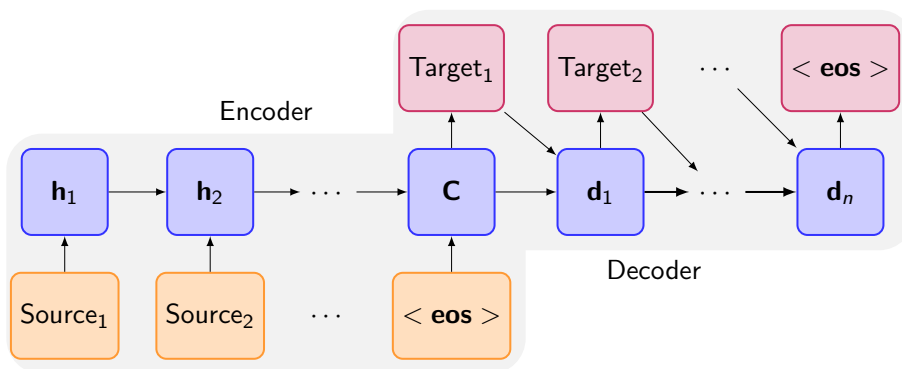 Target₁ Target₂ ··· < eos >
Encoder
h₁ h₂ ··· C d₁ ··· dₙ
Decoder
Source₁ Source₂ ··· < eos >